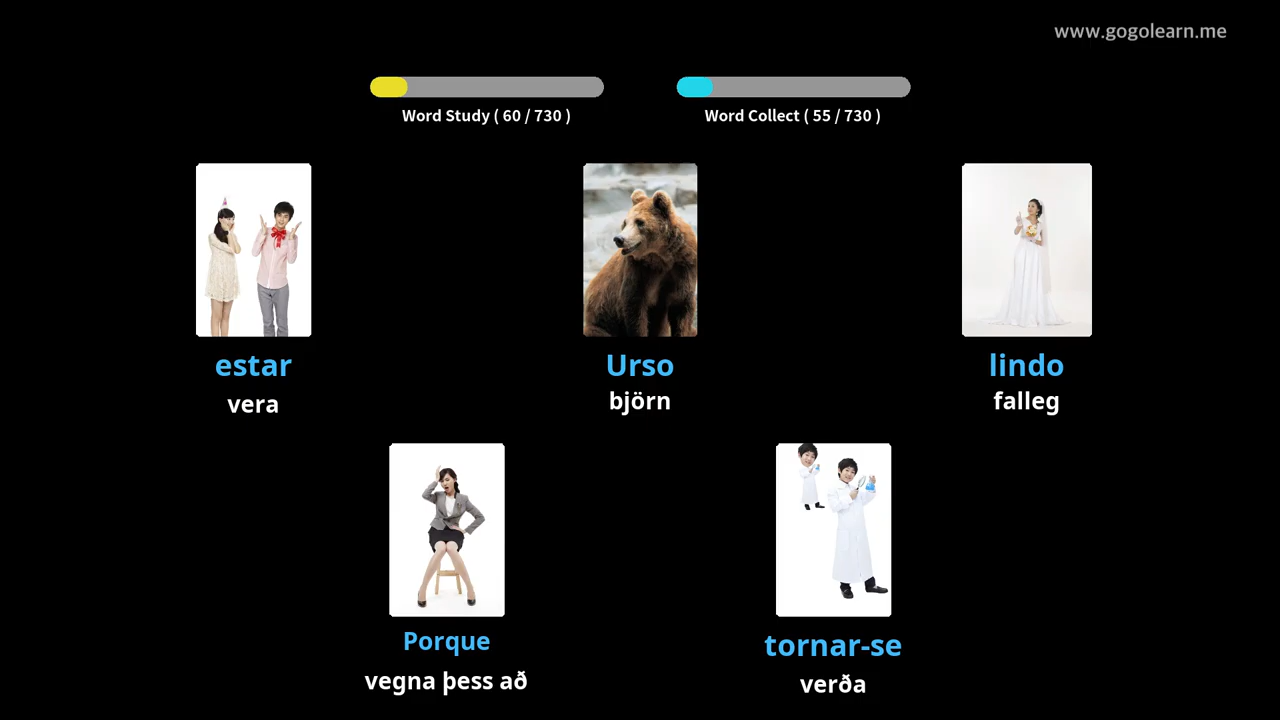 www.gogolearn.me
Word Study ( 60 / 730 )
Word Collect ( 55 / 730 )
estar
vera
Urso
björn
lindo
falleg
Porque
vegna þess að
tornar-se
verða